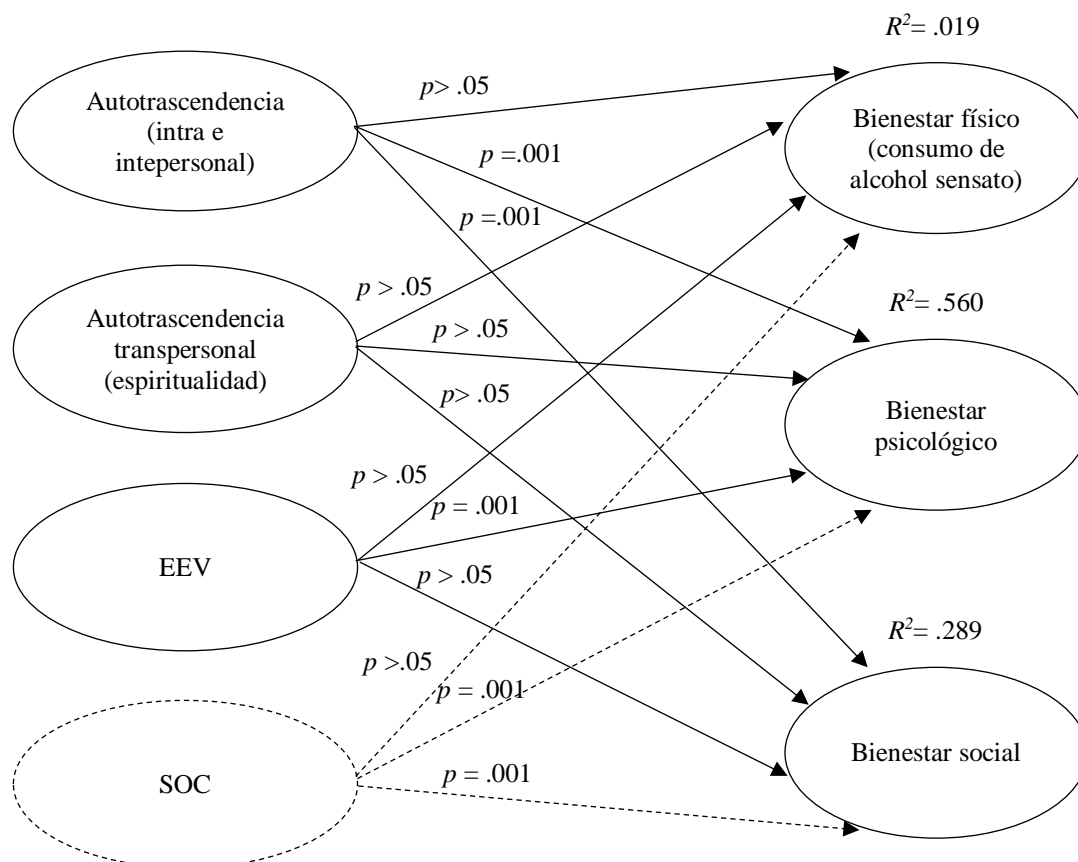 R²= .019
Autotrascendencia
(intra e
intepersonal)
p> .05
Bienestar físico
(consumo de
alcohol sensato)
p =.001
p =.001
p > .05
R²= .560
Autotrascendencia
transpersonal
(espiritualidad)
p > .05
p> .05
Bienestar
psicológico
p > .05
p = .001
EEV
p > .05
R²= .289
p >.05
p = .001
Bienestar social
SOC
p = .001